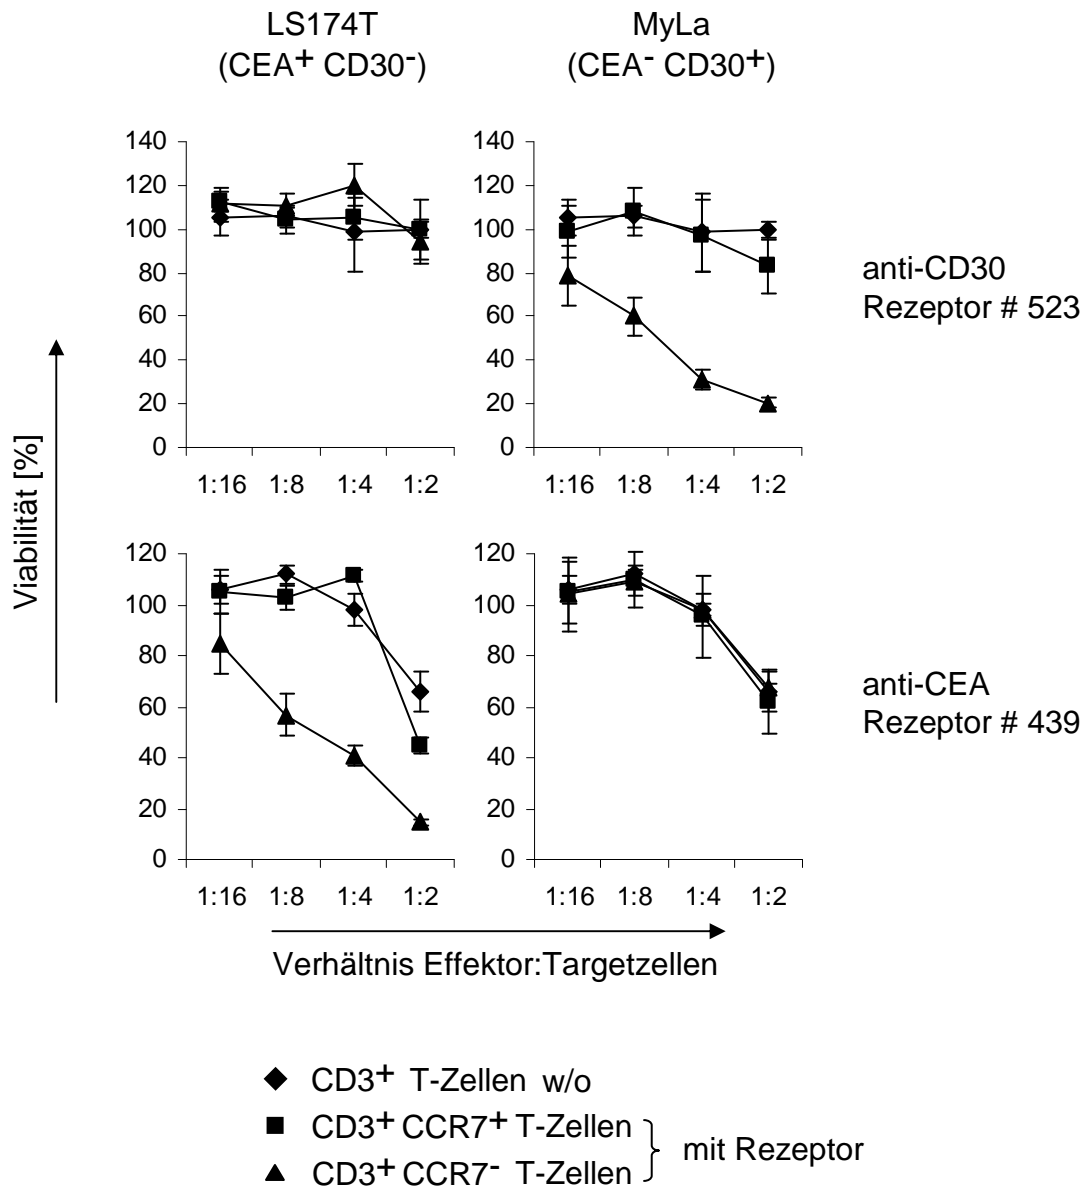 LS174T
(CEA+ CD30-)
MyLa
(CEA- CD30+)
140
120
100
80
60
40
20
0
1:16 1:8 1:4 1:2
140
120
100
80
60
40
20
0
1:16 1:8 1:4 1:2
anti-CD30
Rezeptor # 523
Viabilität [%]
120
100
80
60
40
20
0
1:16 1:8 1:4 1:2
120
100
80
60
40
20
0
1:16 1:8 1:4 1:2
anti-CEA
Rezeptor # 439
Verhältnis Effektor:Targetzellen
CD3+ T-Zellen w/o
CD3+ CCR7+ T-Zellen
CD3+ CCR7- T-Zellen
mit Rezeptor